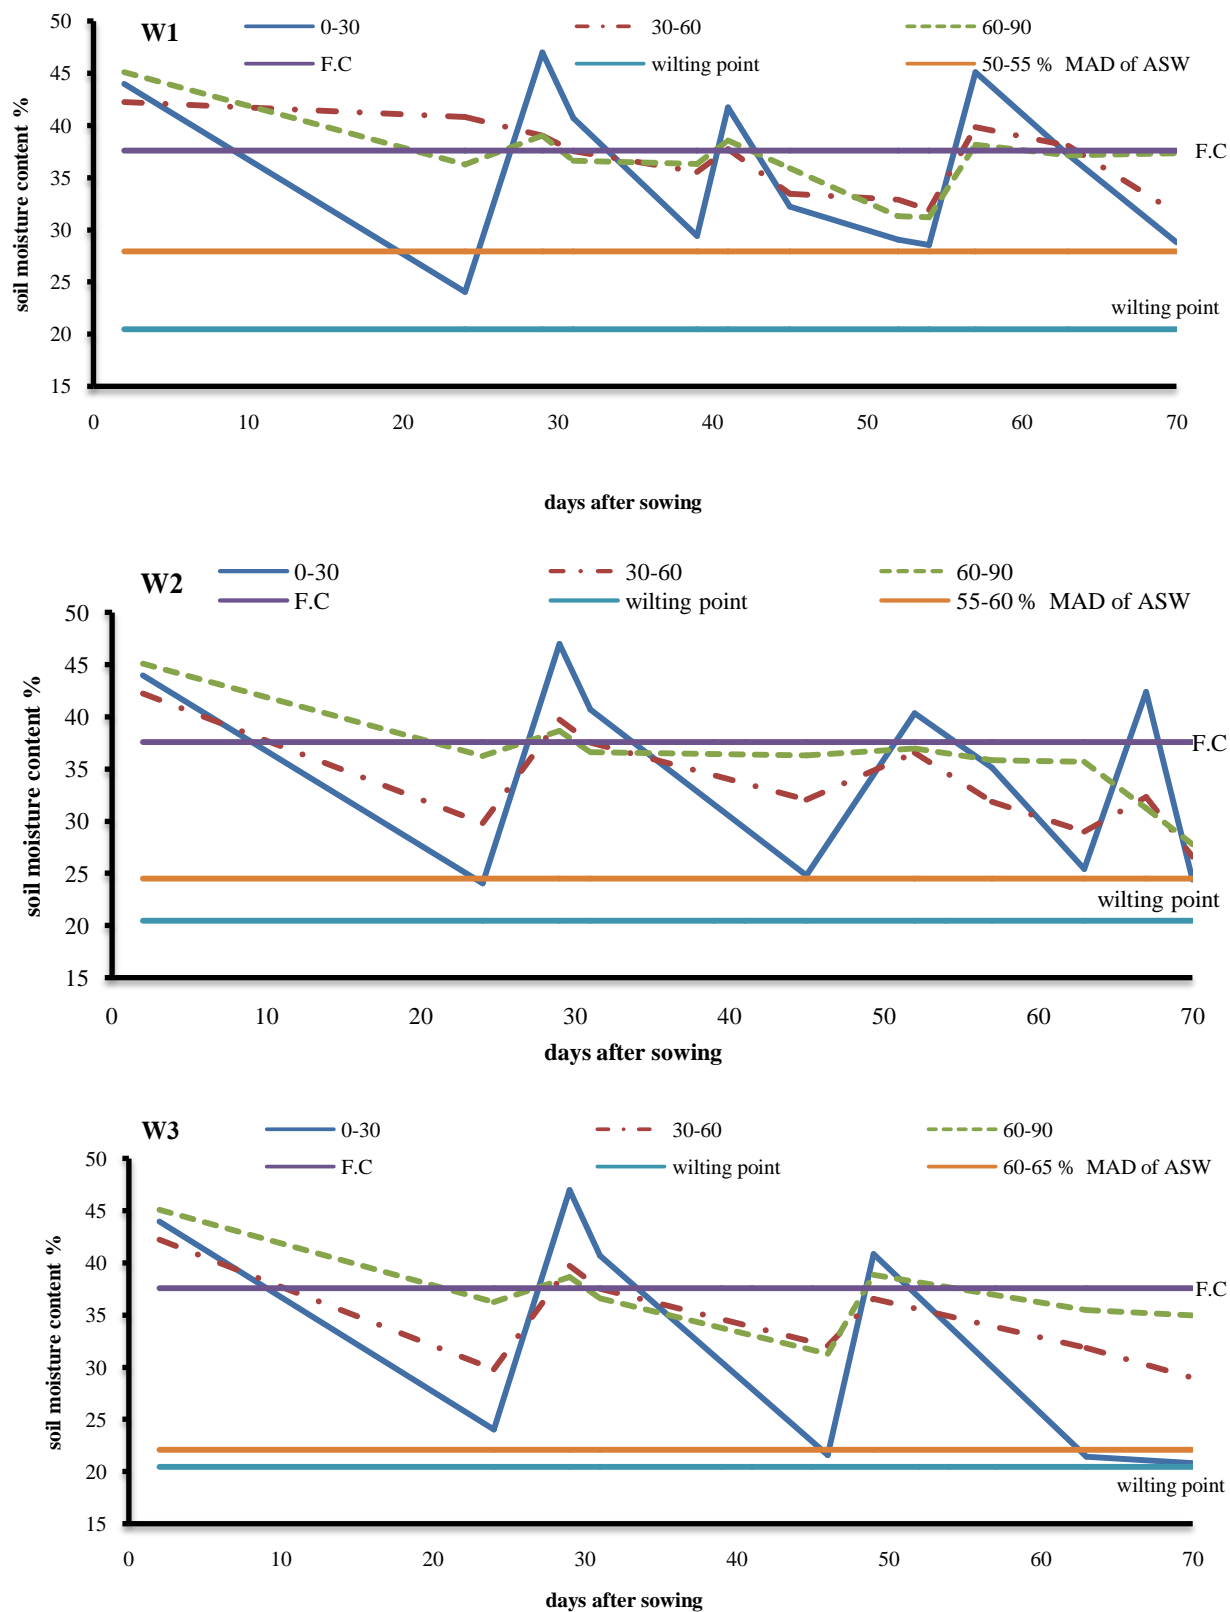 W1
0-30 30-60 60-90
F.C wilting point 50-55 % MAD of ASW
soil moisture content %
50
45
40
35
30
25
20
15
F.C
wilting point
0 10 20 30 40 50 60 70
days after sowing
W2
0-30 30-60 60-90
F.C wilting point 55-60 % MAD of ASW
soil moisture content %
50
45
40
35
30
25
20
15
F.C
wilting point
0 10 20 30 40 50 60 70
days after sowing
W3
0-30 30-60 60-90
F.C wilting point 60-65 % MAD of ASW
soil moisture content %
50
45
40
35
30
25
20
15
F.C
wilting point
0 10 20 30 40 50 60 70
days after sowing